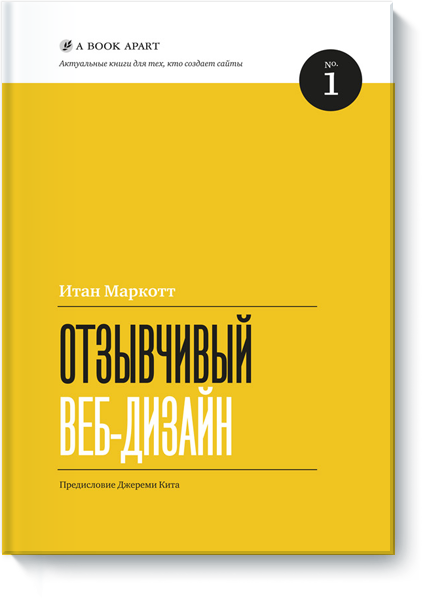 A BOOK APART
Актуальные книги для тех, кто создает сайты
No.
1
Итан Маркотт
ОТЗЫВЧИВЫЙ
ВЕБ-ДИЗАЙН
Предисловие Джереми Кита